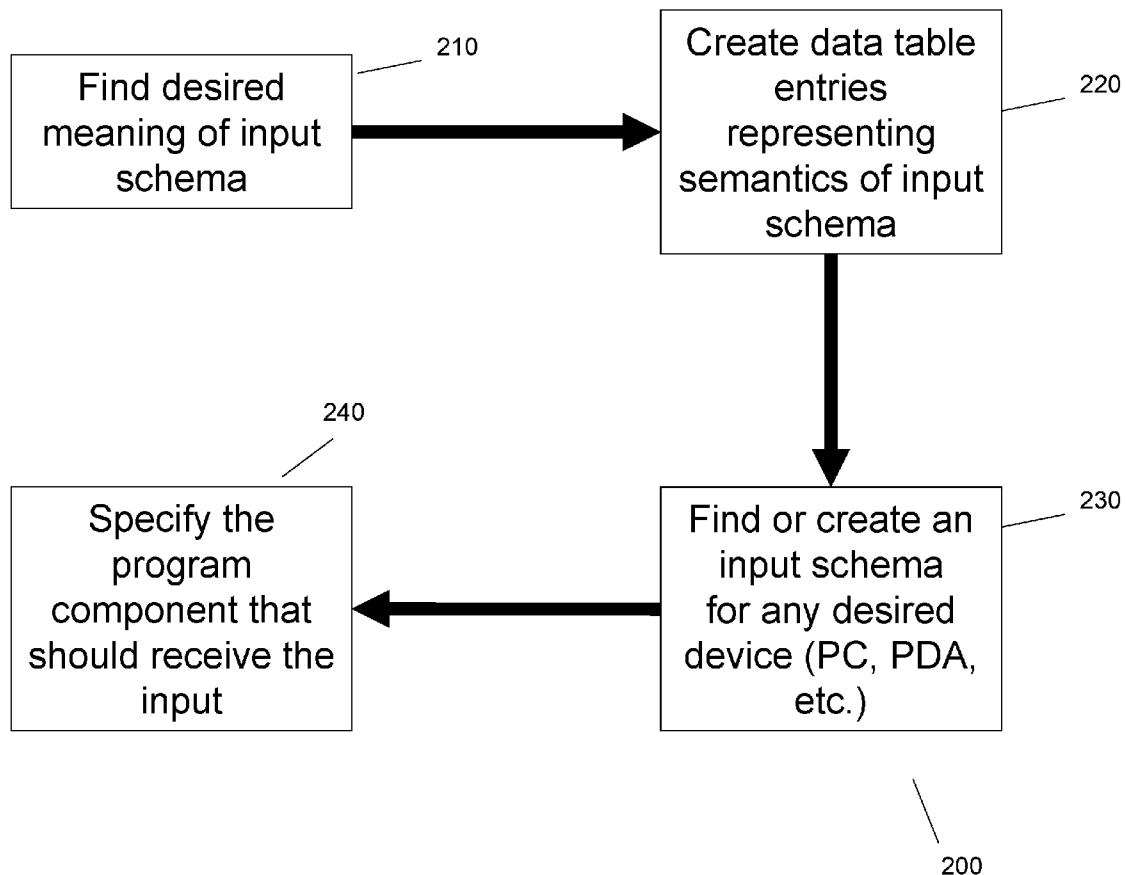 Find desired
meaning of input
schema
210
Create data table
entries
representing
semantics of input
schema
220
Find or create an
input schema
for any desired
device (PC, PDA,
etc.)
230
240
Specify the
program
component that
should receive the
input
200